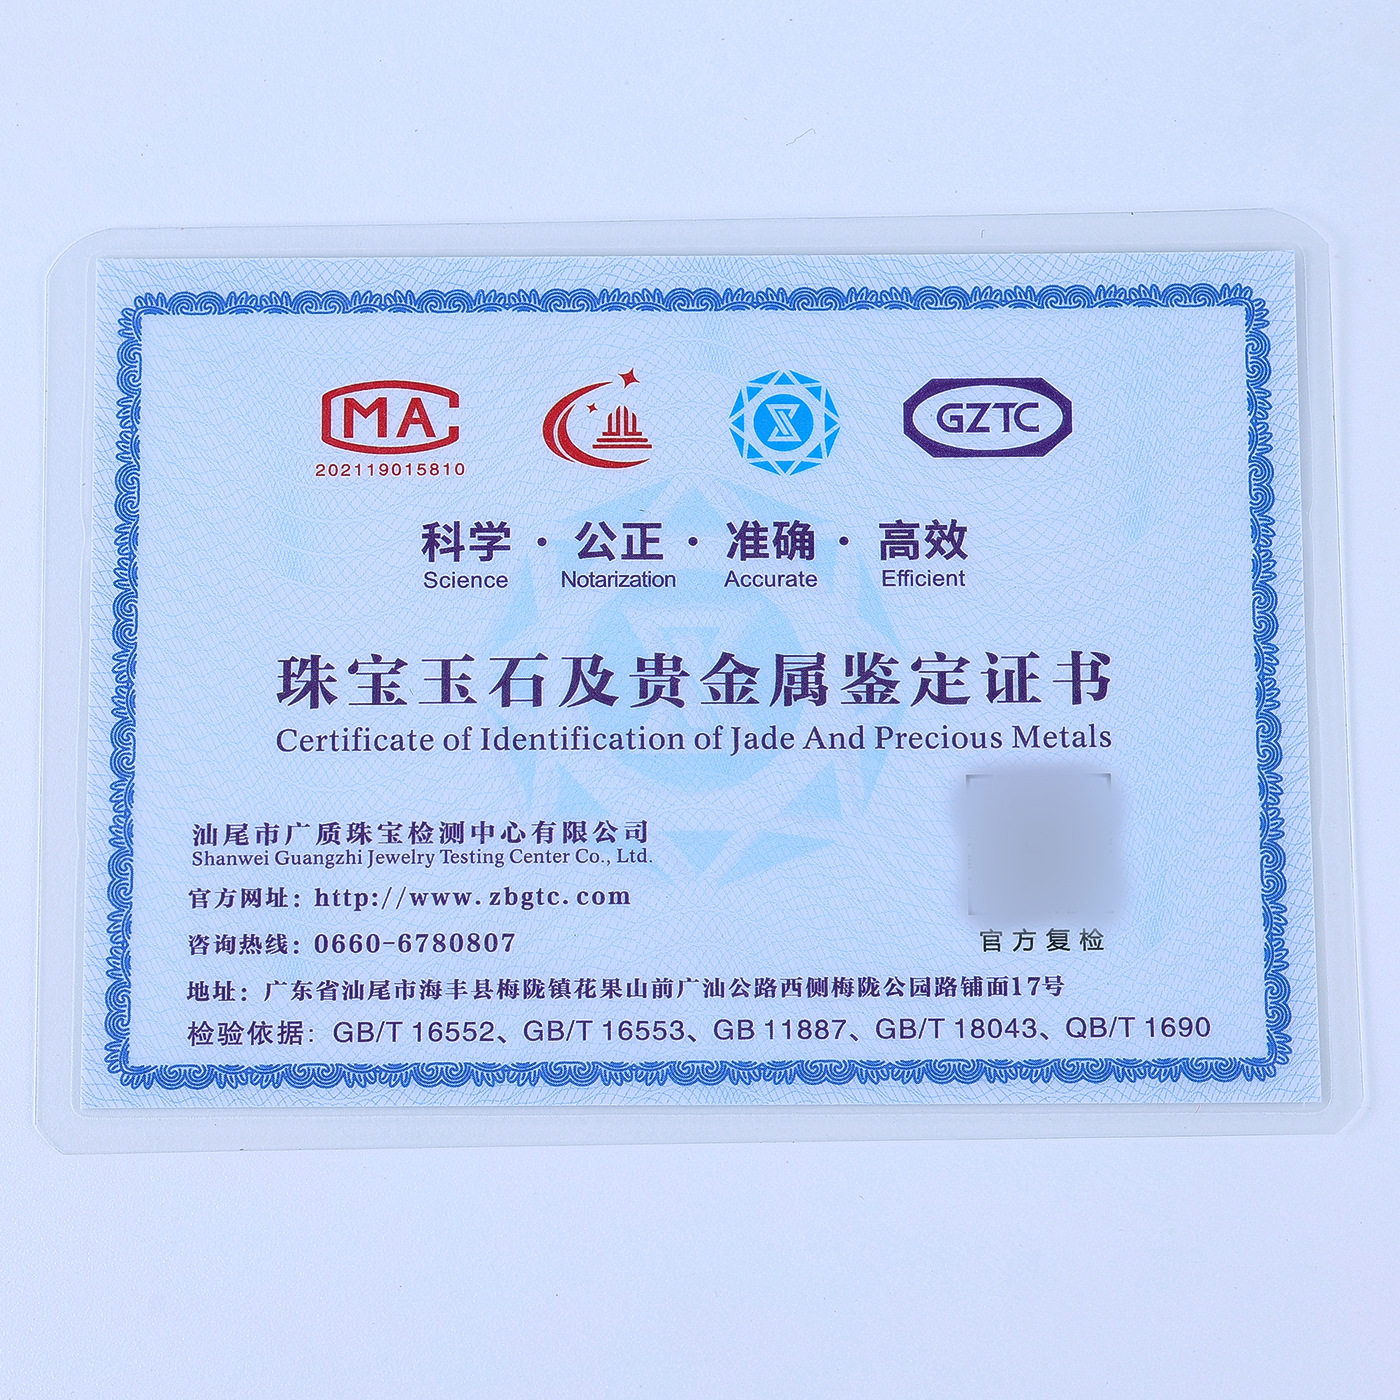 MA GZTC
202119015810
科学·公正·准确·高效
Science Notarization Accurate Efficient
珠宝玉石及贵金属鉴定证书
Certificate of Identification of Jade And Precious Metals
汕尾市广质珠宝检测中心有限公司
Shanwei Guangzhi Jewelry Testing Center Co., Ltd.
官方网址：http://www.zbgtc.com
咨询热线：0660-6780807
官方复检
地址：广东省汕尾市海丰县梅陇镇花果山前广汕公路西侧梅陇公园路铺面17号
检验依据：GB/T 16552、GB/T 16553、GB 11887、GB/T 18043、QB/T 1690